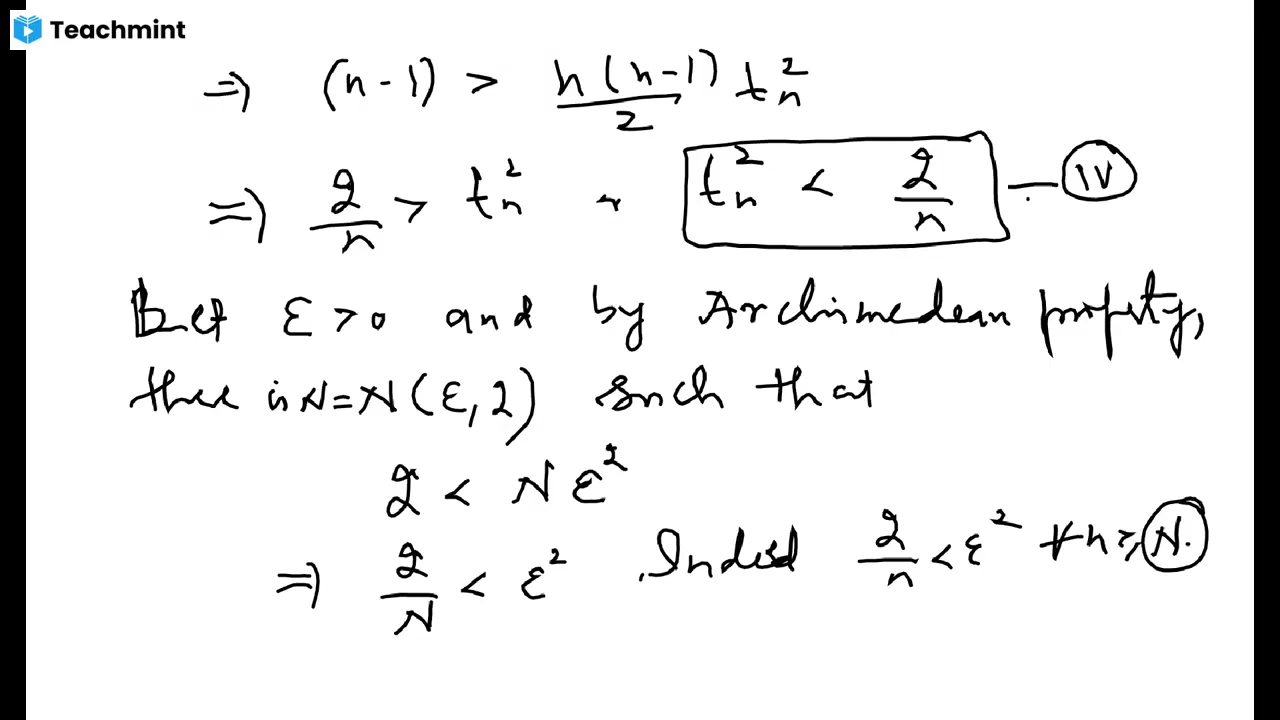 Teachmint
⇒ (n-1) > n(n-1)/2 t_n^2
⇒ 2/n > t_n^2 ~ t_n^2 < 2/n — (IV)
Let ε > 0 and by Archimedean property,
there is N = N(ε, 2) such that
2 < N ε^2
⇒ 2/N < ε^2. Indeed 2/n < ε^2 ∀ n ≥ N.